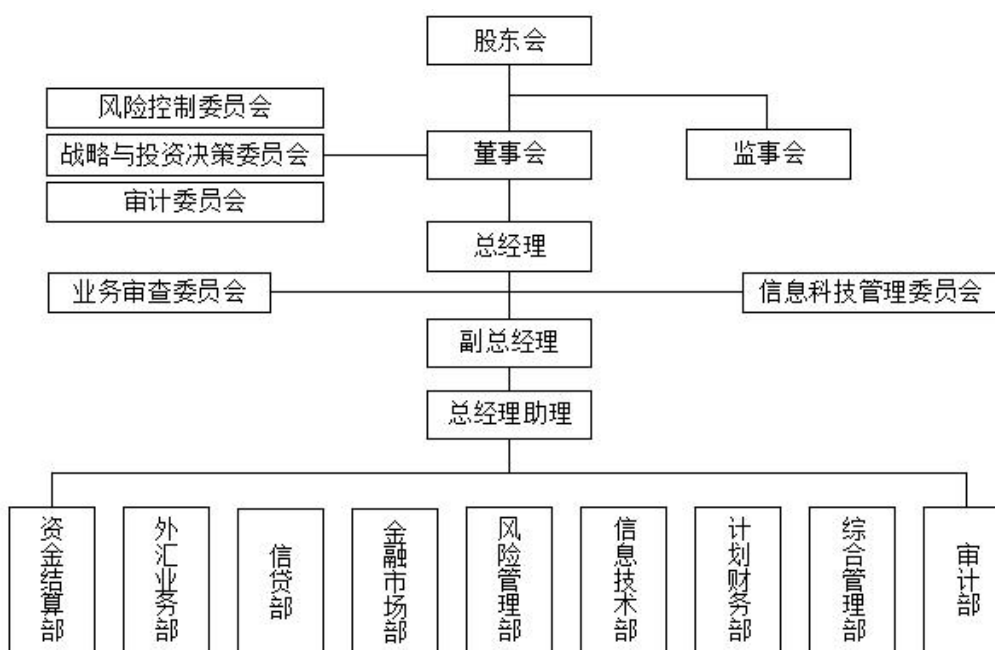 股东会
风险控制委员会
战略与投资决策委员会
董事会
监事会
审计委员会
总经理
业务审查委员会
信息科技管理委员会
副总经理
总经理助理
资金结算部
外汇业务部
信贷部
金融市场部
风险管理部
信息技术部
计划财务部
综合管理部
审计部